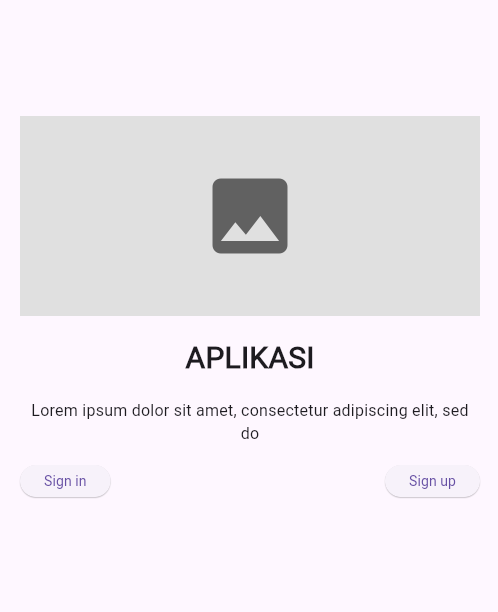 APLIKASI
Lorem ipsum dolor sit amet, consectetur adipiscing elit, sed
do
Sign in
Sign up